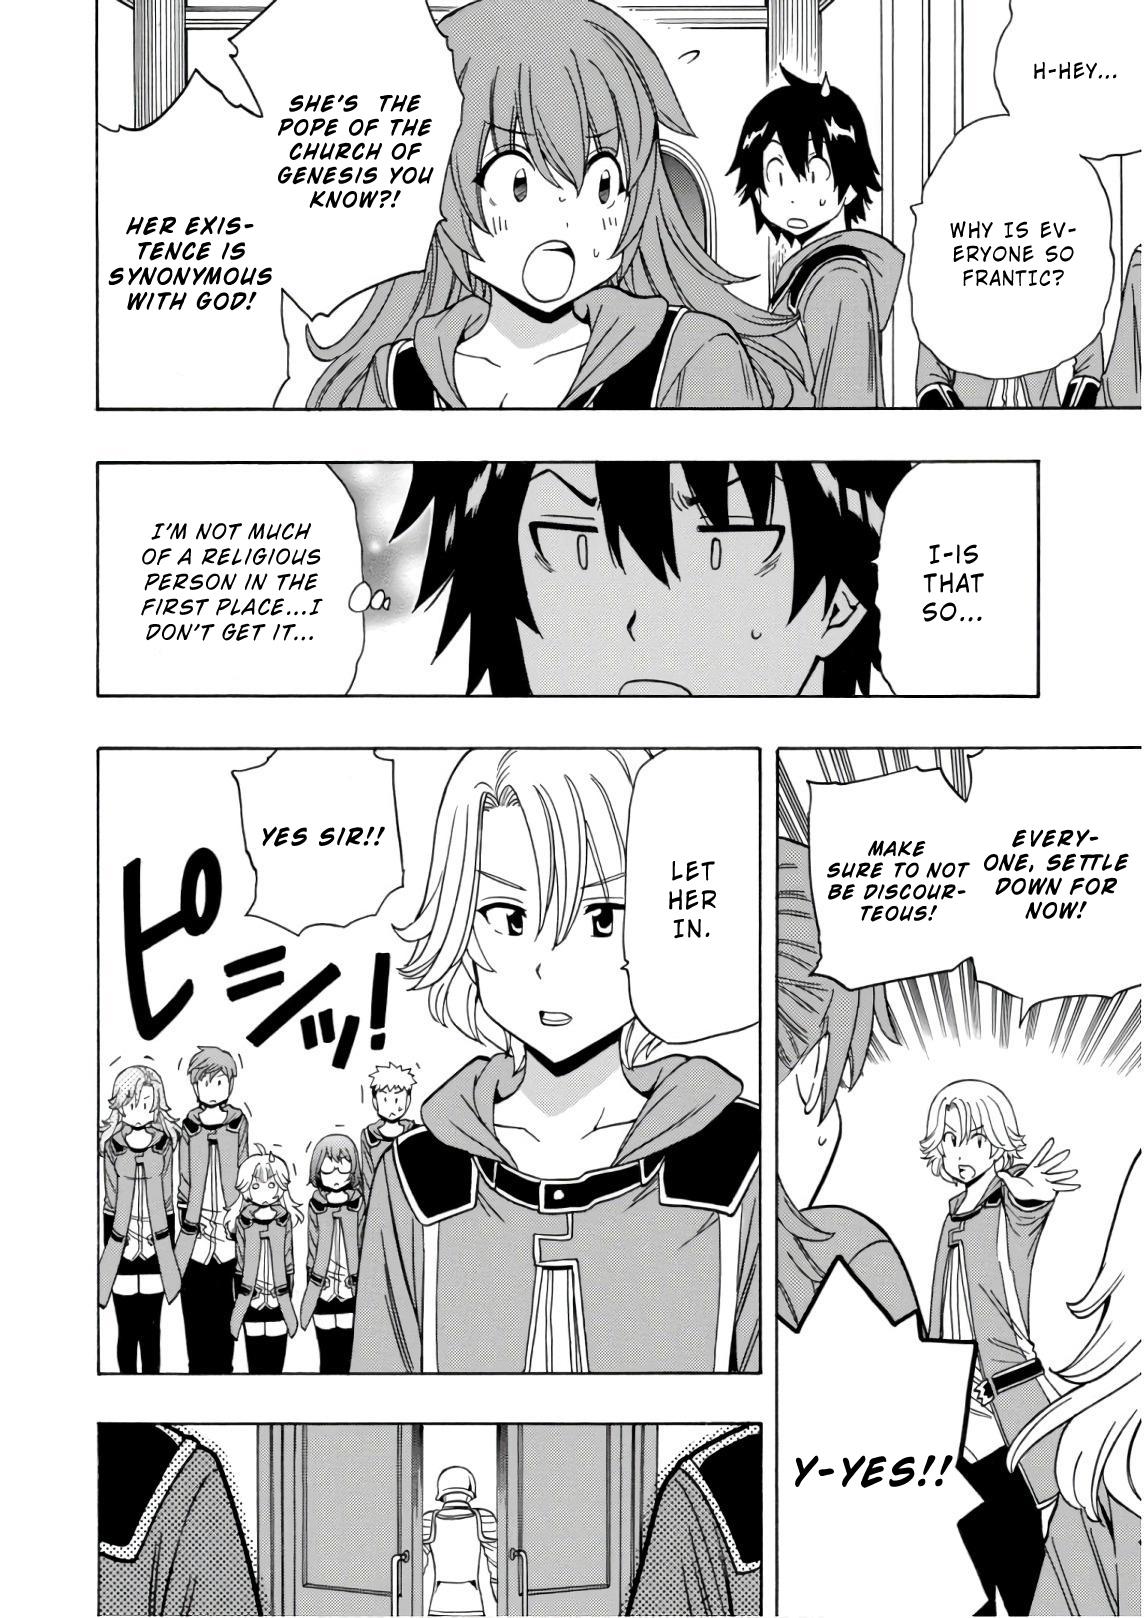 H-HEY...
WHY IS EV-
ERYONE SO
FRANTIC?
SHE'S THE
POPE OF THE
CHURCH OF
GENESIS YOU
KNOW?!
HER EXIS-
TENCE IS
SYNONYMOUS
WITH GOD!
I-IS
THAT
SO...
I'M NOT MUCH
OF A RELIGIOUS
PERSON IN THE
FIRST PLACE...I
DON'T GET IT...
EVERY-
ONE, SETTLE
DOWN FOR
NOW!
MAKE
SURE TO NOT
BE DISCOUR-
TEOUS!
Y-YES!!
LET
HER
IN.
YES SIR!!
ピシッ!